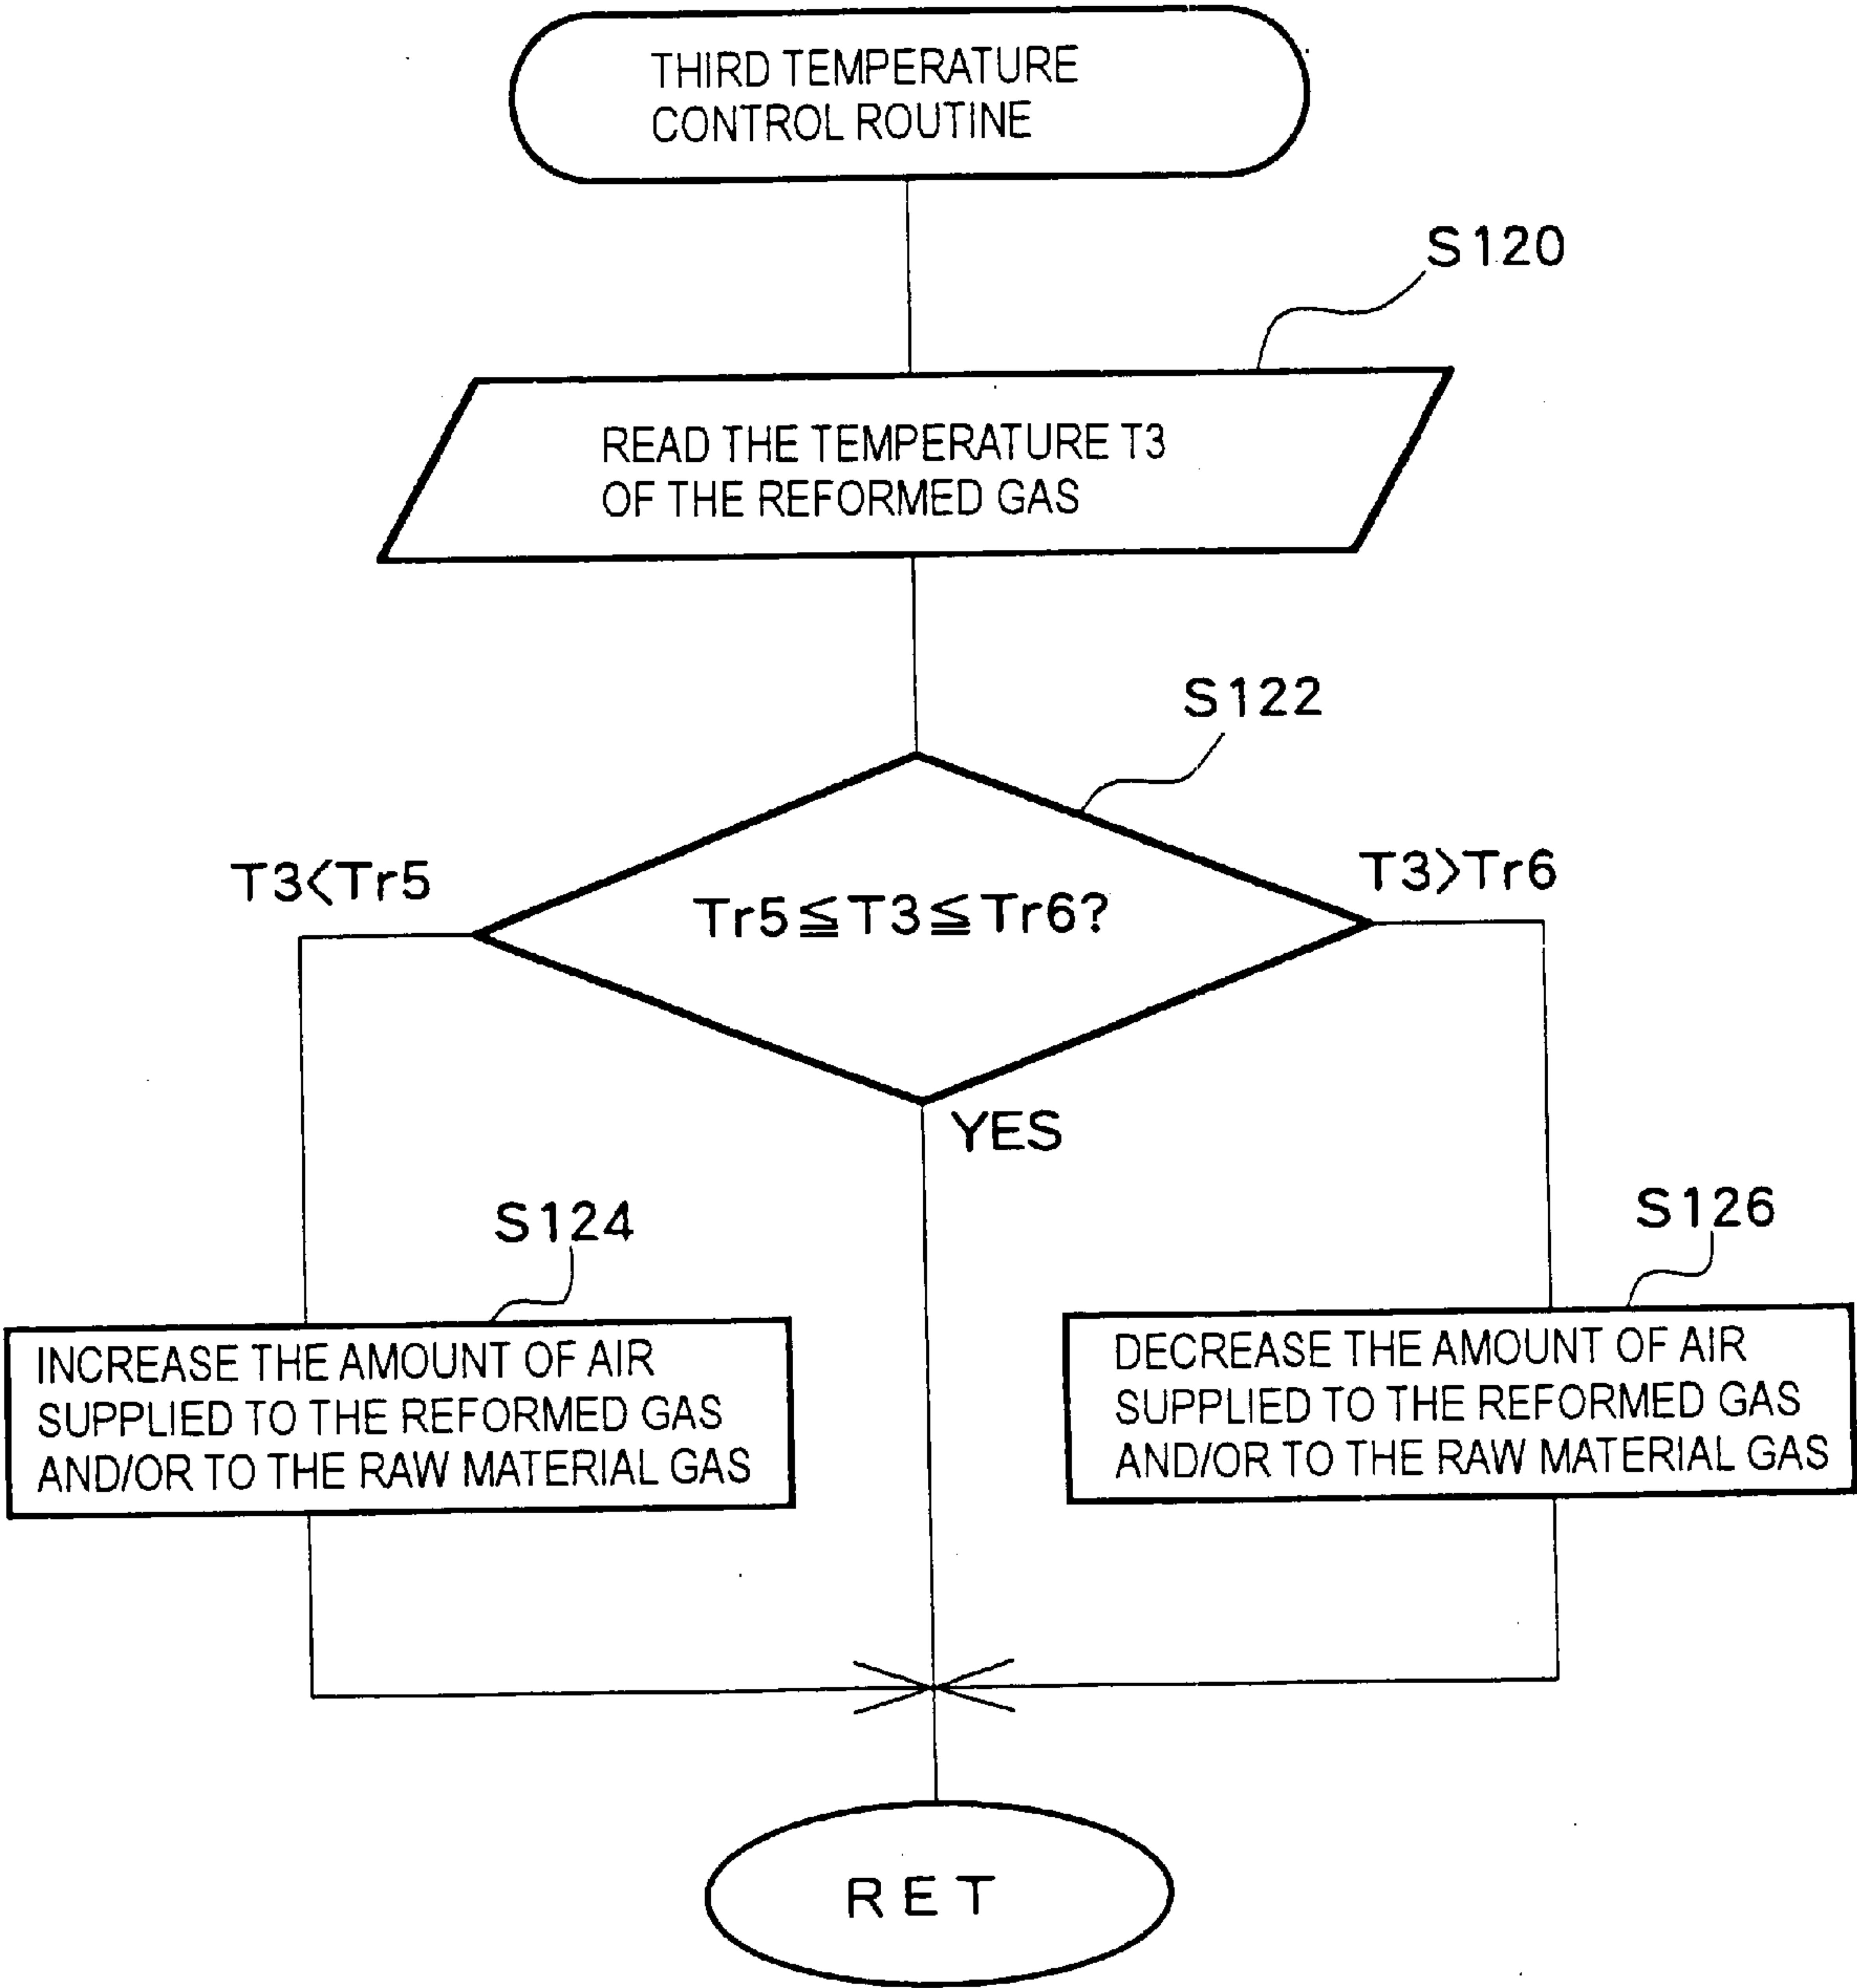 THIRD TEMPERATURE
CONTROL ROUTINE
S120
READ THE TEMPERATURE T3
OF THE REFORMED GAS
S122
T3<Tr5
Tr5≦T3≦Tr6?
T3>Tr6
YES
S124
INCREASE THE AMOUNT OF AIR
SUPPLIED TO THE REFORMED GAS
AND/OR TO THE RAW MATERIAL GAS
S126
DECREASE THE AMOUNT OF AIR
SUPPLIED TO THE REFORMED GAS
AND/OR TO THE RAW MATERIAL GAS
RET